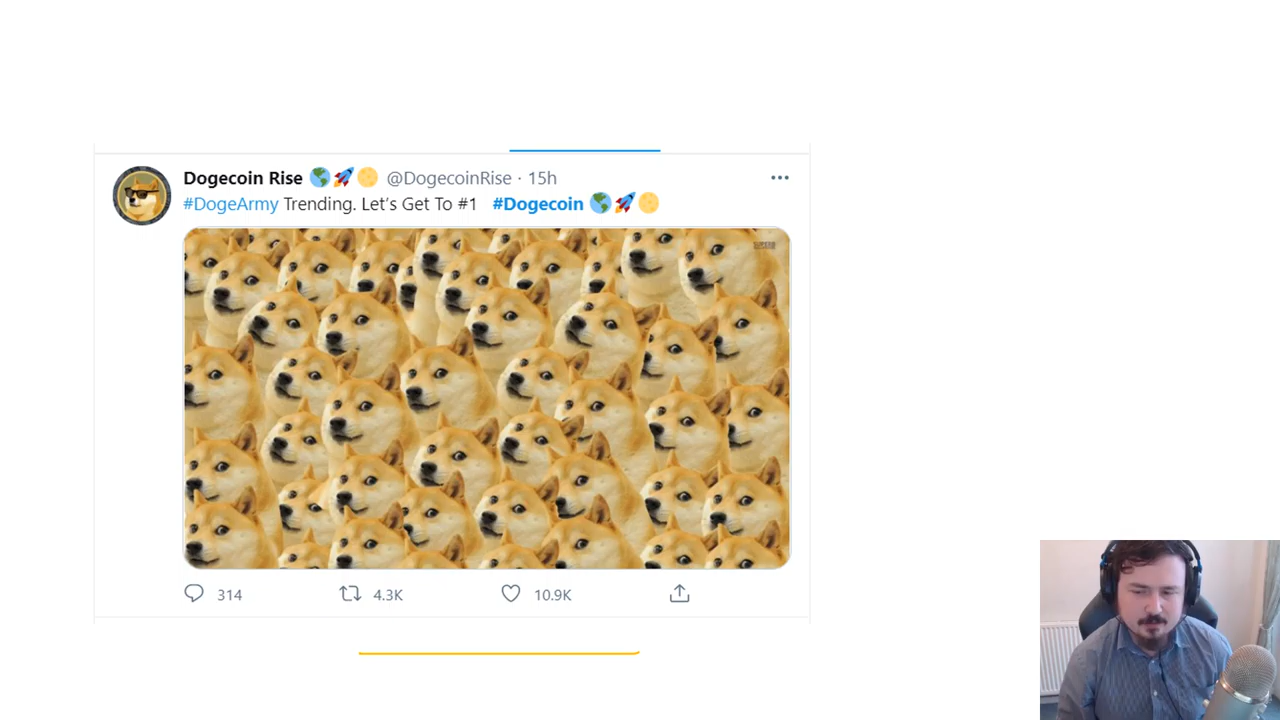 Dogecoin Rise 🌎🚀🌕 @DogecoinRise · 15h
#DogeArmy Trending. Let's Get To #1 #Dogecoin 🌎🚀🌕
314 4.3K 10.9K